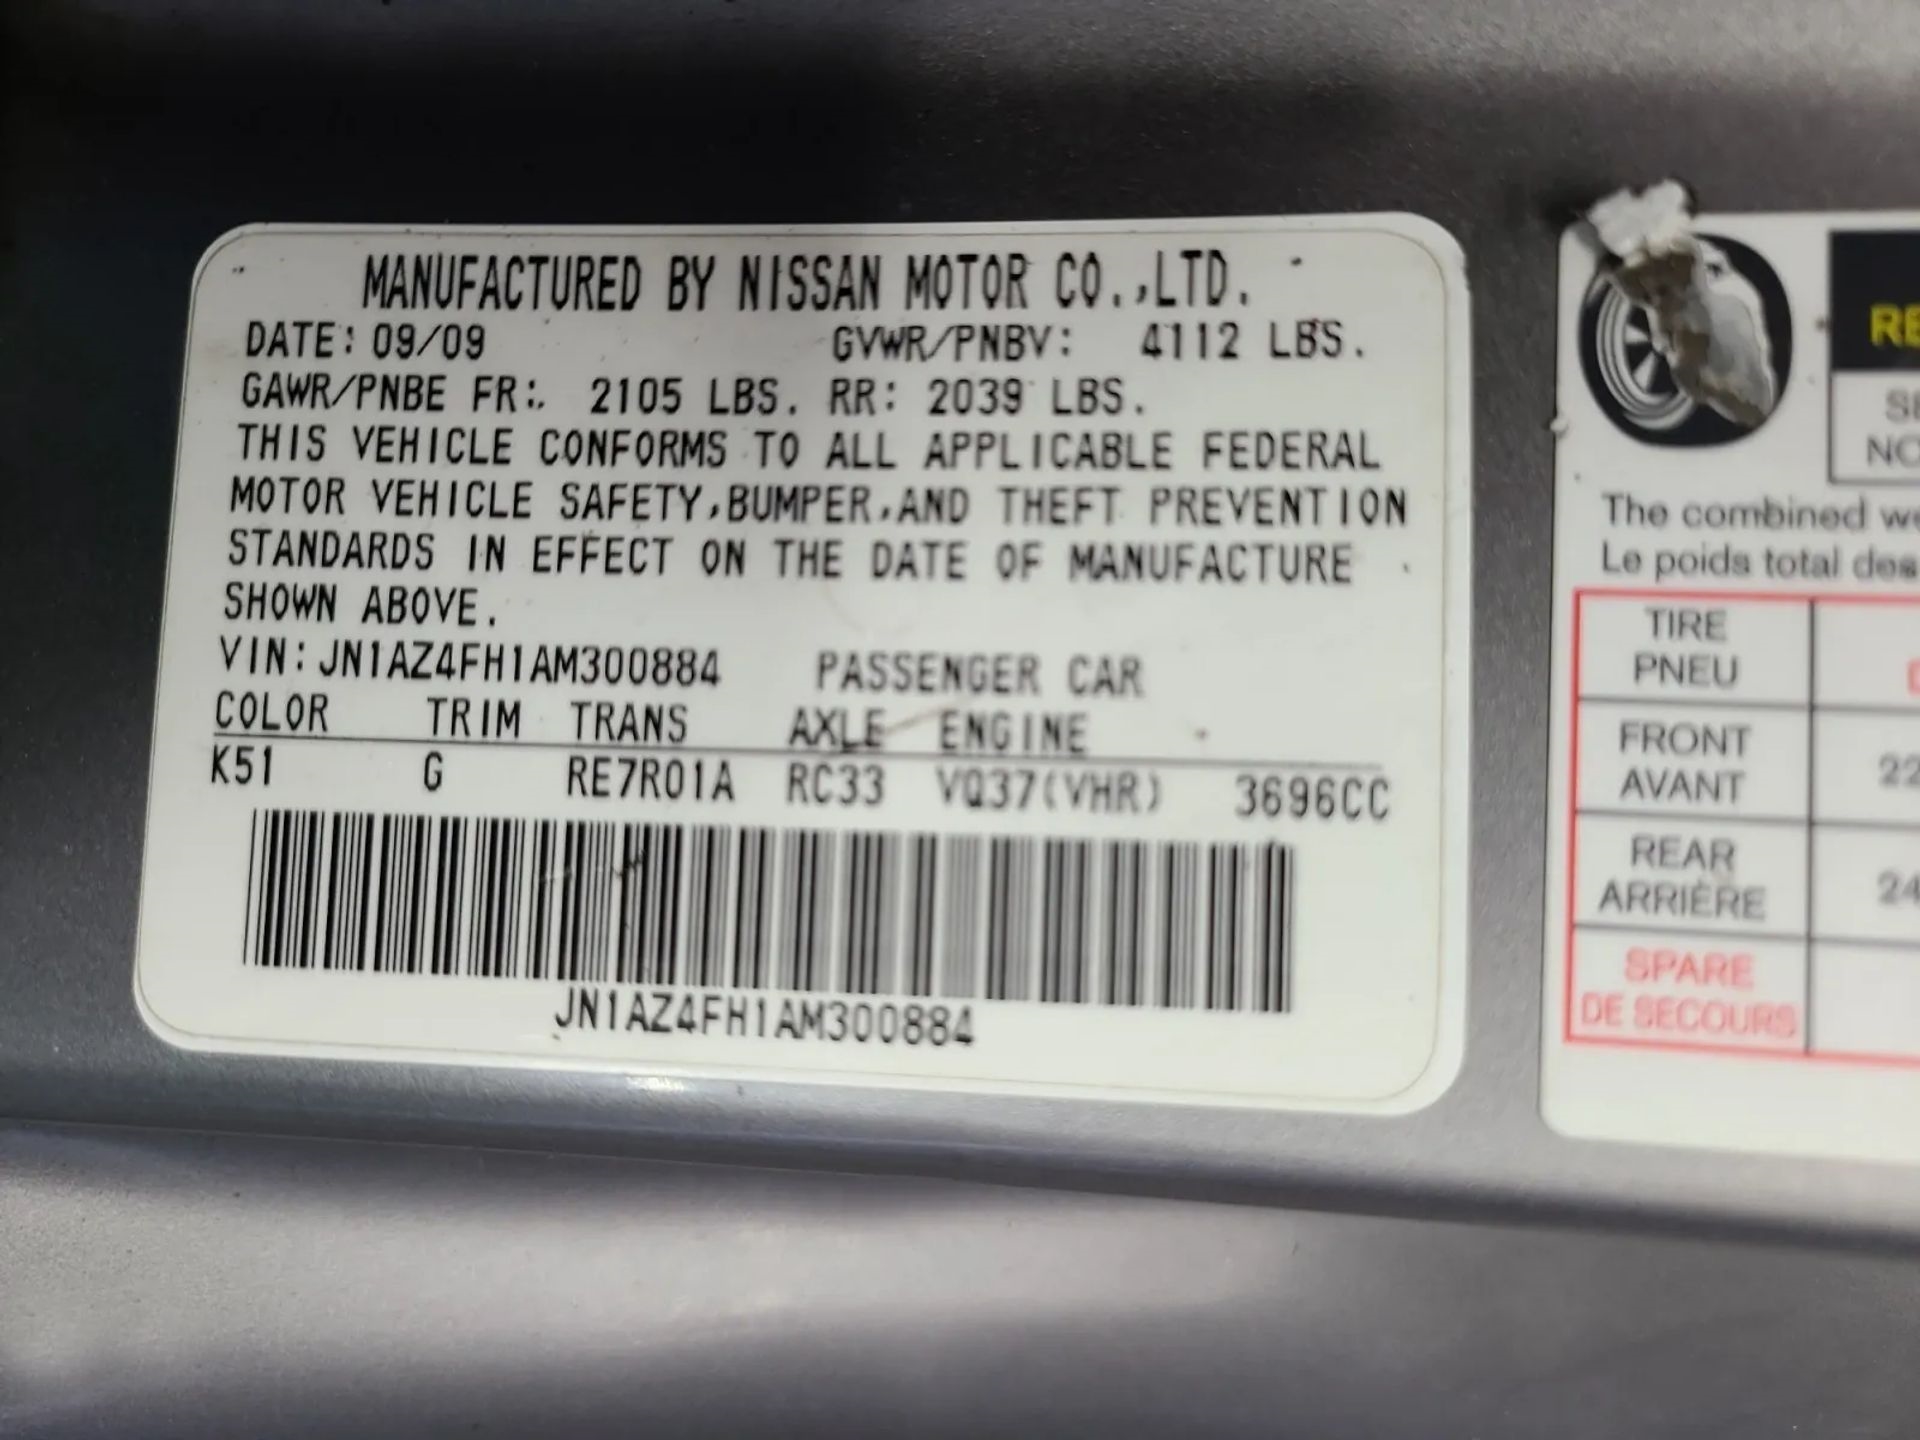 MANUFACTURED BY NISSAN MOTOR CO.,LTD.
DATE: 09/09 GVWR/PNBV: 4112 LBS.
GAWR/PNBE FR: 2105 LBS. RR: 2039 LBS.
THIS VEHICLE CONFORMS TO ALL APPLICABLE FEDERAL
MOTOR VEHICLE SAFETY,BUMPER,AND THEFT PREVENTION
STANDARDS IN EFFECT ON THE DATE OF MANUFACTURE
SHOWN ABOVE.
VIN:JN1AZ4FH1AM300884 PASSENGER CAR
COLOR TRIM TRANS AXLE ENGINE
K51 G RE7R01A RC33 VQ37(VHR) 3696CC
JN1AZ4FH1AM300884
The combined
Le poids total des
TIRE
PNEU
FRONT
AVANT
REAR
ARRIÈRE
SPARE
DE SECOURS